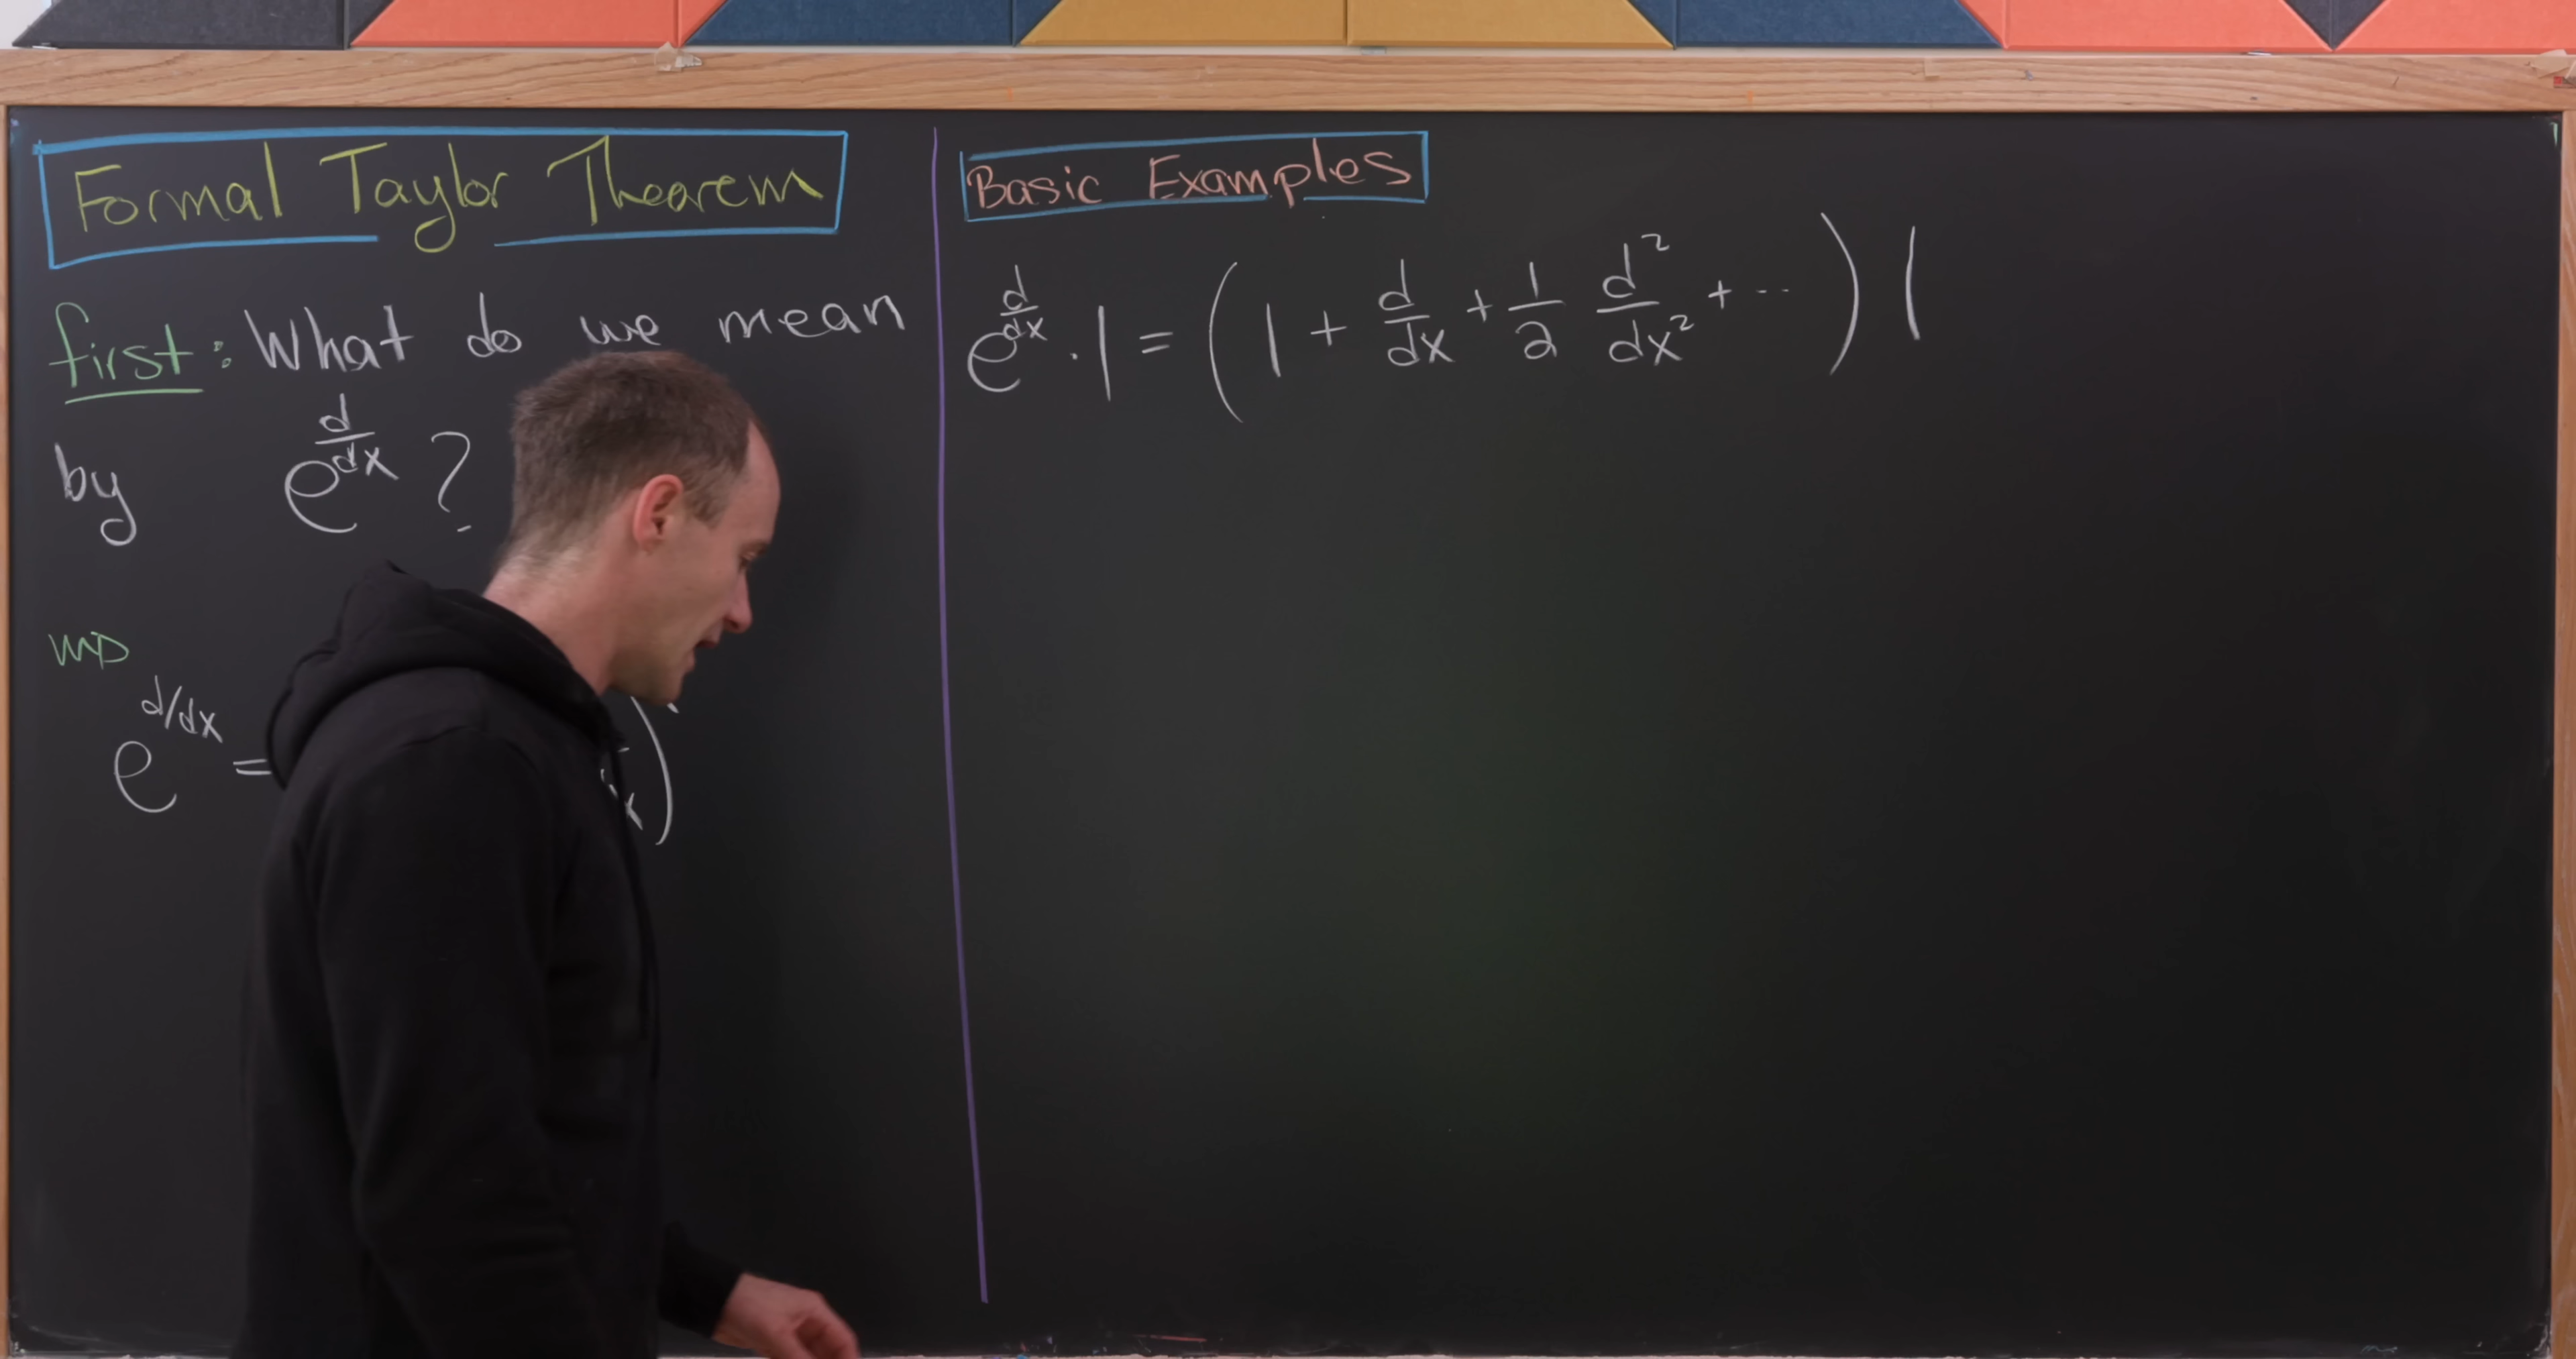 Formal Taylor Theorem
first: What do we mean
by e^{d/dx} ?
e^{d/dx} =
Basic Examples
e^{d/dx} · 1 = ( 1 + d/dx + 1/2 d²/dx² + ··· ) 1